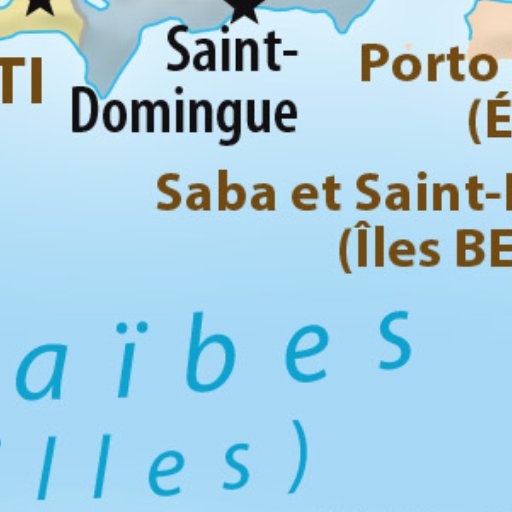 Saint-
Domingue
TI
Porto
(É
Saba et Saint-
(Îles BE
aïbes
lles)